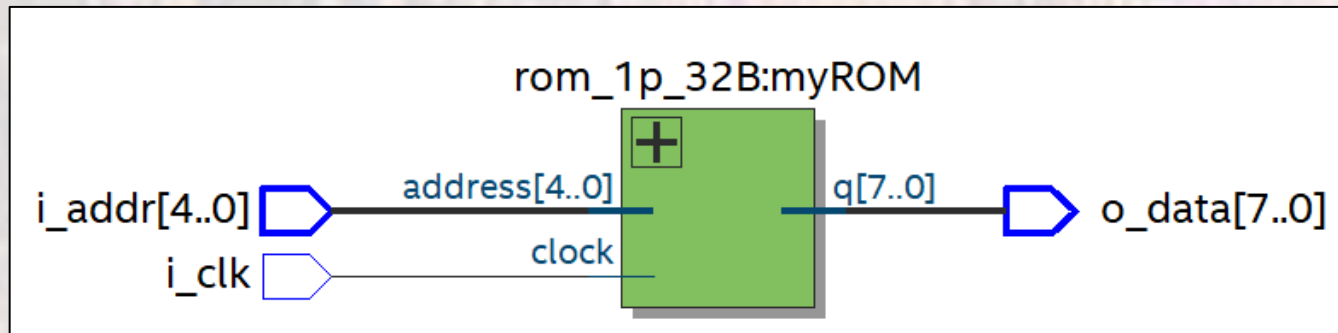 rom_1p_32B:myROM
i_addr[4..0] address[4..0] q[7..0] o_data[7..0]
i_clk clock